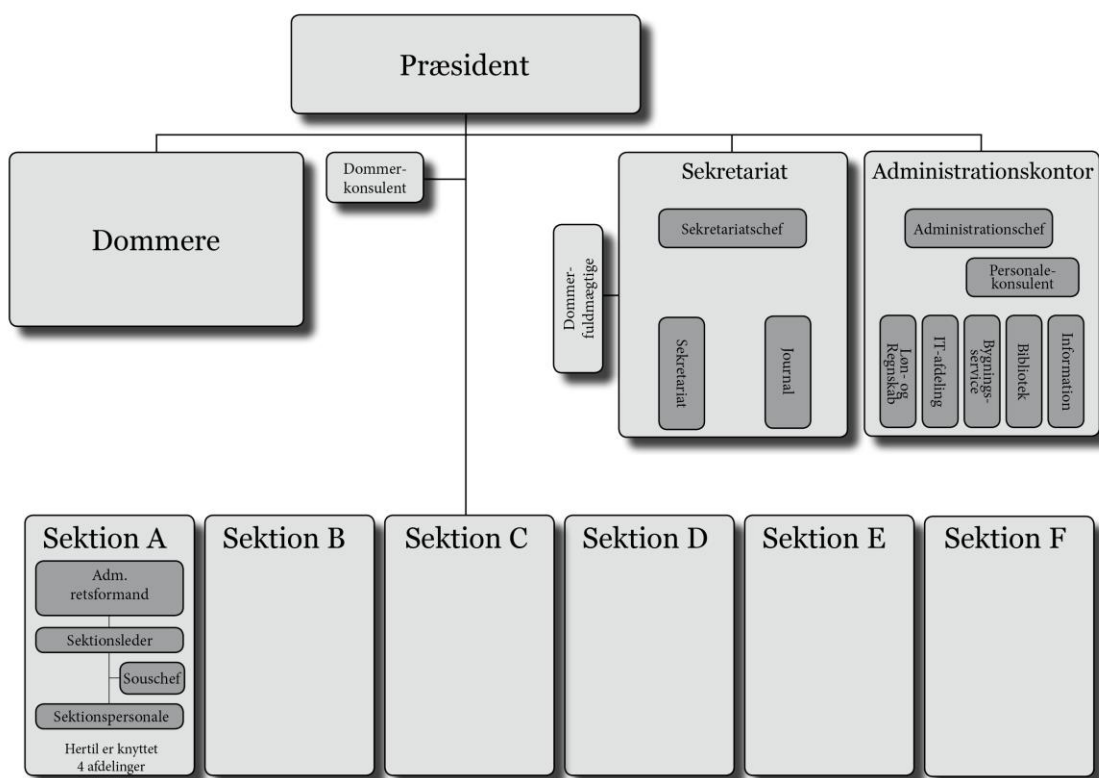 Præsident
Dommere
Dommer-
konsulent
Sekretariat
Sekretariatschef
Dommer-
fuldmægtige
Sekretariat
Journal
Administrationskontor
Administrationschef
Personale-
konsulent
Løn- og
Regnskab
IT-afdeling
Bygnings-
service
Bibliotek
Information
Sektion A
Adm.
retsformand
Sektionsleder
Souschef
Sektionspersonale
Hertil er knyttet
4 afdelinger
Sektion B
Sektion C
Sektion D
Sektion E
Sektion F